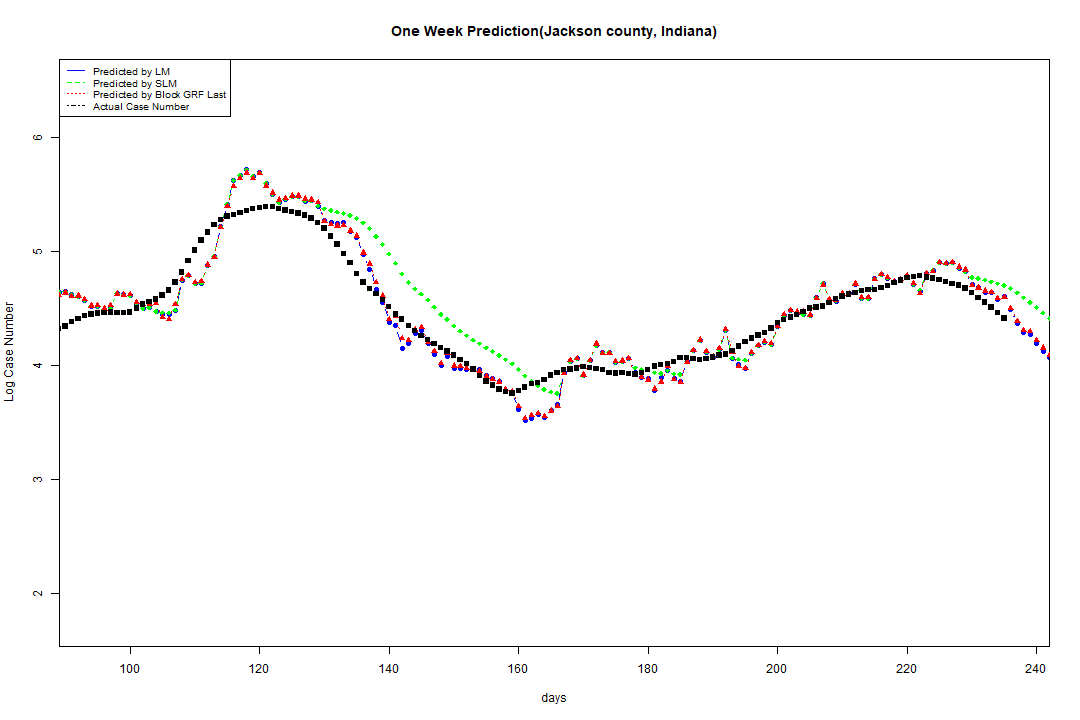 One Week Prediction(Jackson county, Indiana)
Predicted by LM
Predicted by SLM
Predicted by Block GRF Last
Actual Case Number
6
5
4
3
2
Log Case Number
100 120 140 160 180 200 220 240
days